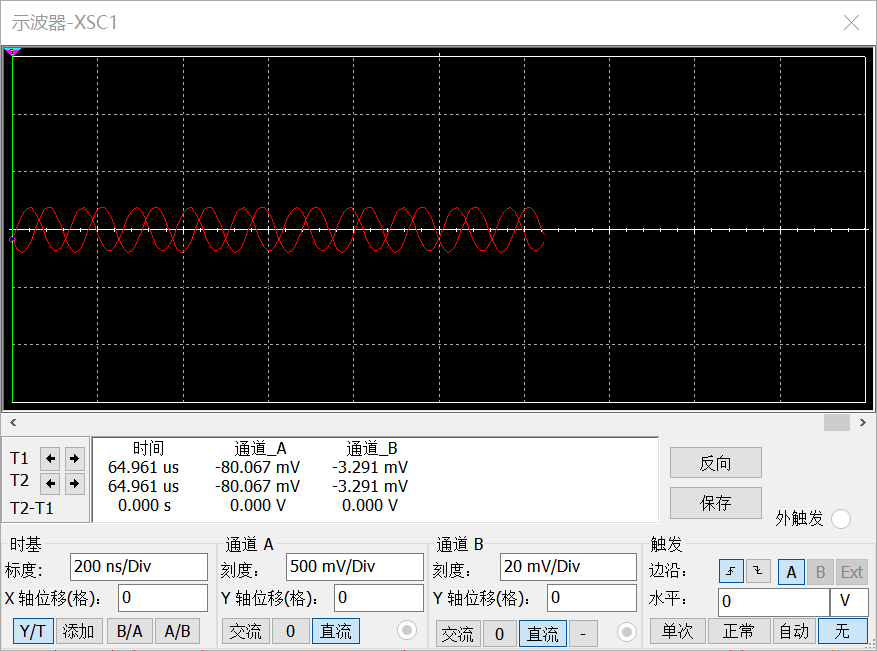 示波器-XSC1
时间 通道_A 通道_B
T1 64.961 us -80.067 mV -3.291 mV
T2 64.961 us -80.067 mV -3.291 mV
T2-T1 0.000 s 0.000 V 0.000 V
反向
保存
外触发
时基
标度: 200 ns/Div
X 轴位移(格): 0
Y/T 添加 B/A A/B
通道 A
刻度: 500 mV/Div
Y 轴位移(格): 0
交流 0 直流
通道 B
刻度: 20 mV/Div
Y 轴位移(格): 0
交流 0 直流 -
触发
边沿: A B Ext
水平: 0 V
单次 正常 自动 无